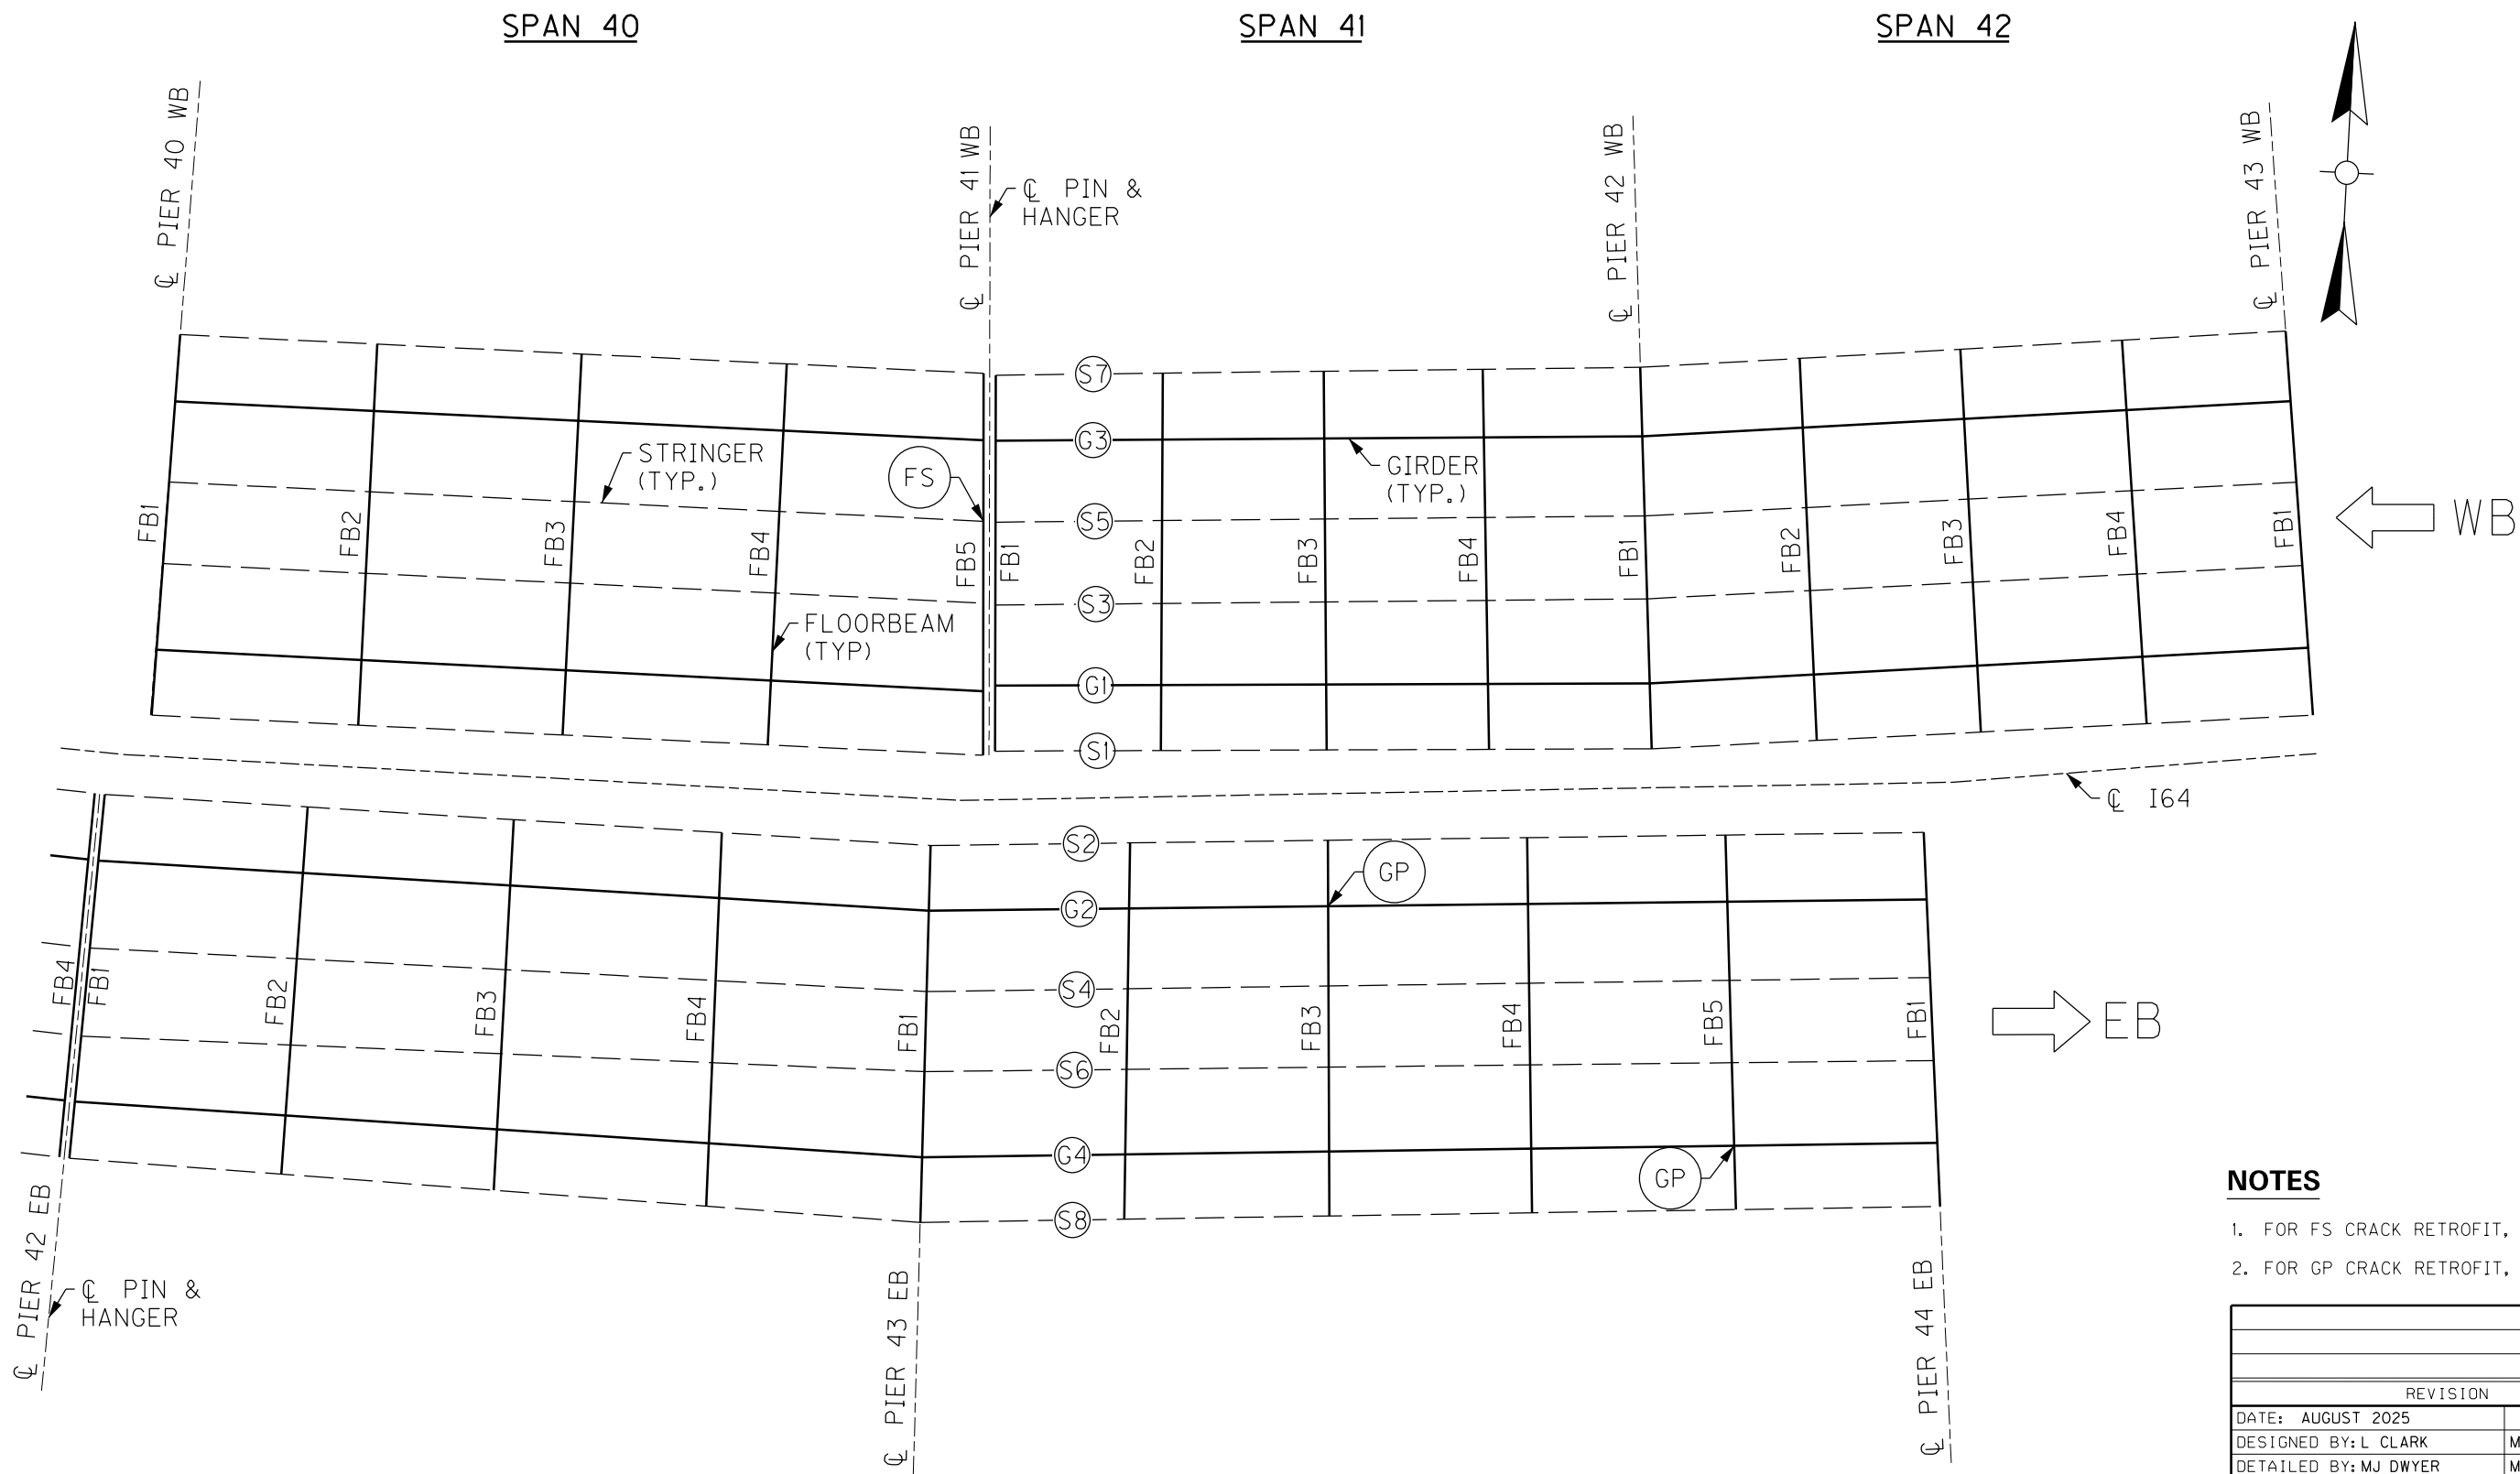 SPAN 40
SPAN 41
SPAN 42
℄ PIER 40 WB
℄ PIER 41 WB
℄ PIN &
HANGER
℄ PIER 42 WB
℄ PIER 43 WB
S7
G3
STRINGER
(TYP.)
FS
GIRDER
(TYP.)
S5
WB
FB1
FB2
FB3
FB4
FB5
FB1
FB2
FB3
FB4
FB1
FB2
FB3
FB4
FB1
S3
FLOORBEAM
(TYP)
G1
S1
℄ I64
S2
GP
G2
S4
FB4
FB1
FB2
FB3
FB4
FB1
FB2
FB3
FB4
FB5
FB1
EB
S6
G4
GP
S8
℄ PIER 42 EB
℄ PIN &
HANGER
℄ PIER 43 EB
℄ PIER 44 EB
NOTES
1. FOR FS CRACK RETROFIT,
2. FOR GP CRACK RETROFIT,
REVISION
DATE: AUGUST 2025
DESIGNED BY: L CLARK M
DETAILED BY: MJ DWYER M